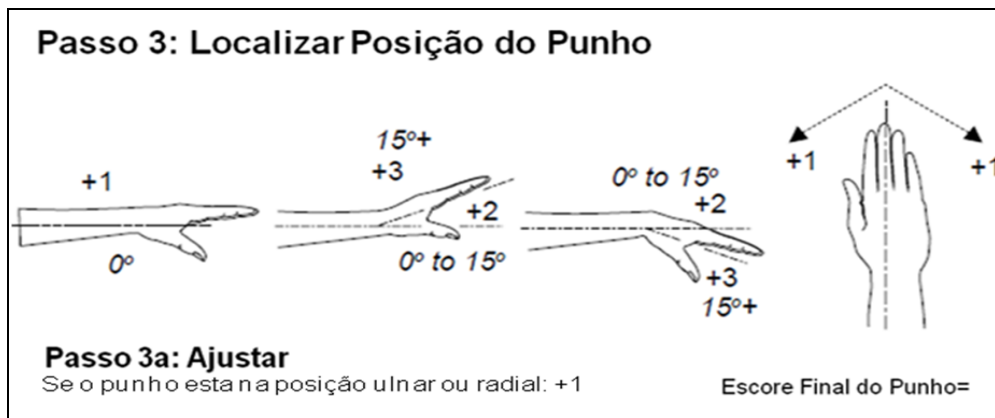 Passo 3: Localizar Posição do Punho
+1
0º
15º+
+3
+2
0º to 15º
0º to 15º
+2
+3
15º+
+1
+1
Passo 3a: Ajustar
Se o punho esta na posição ulnar ou radial: +1
Escore Final do Punho=